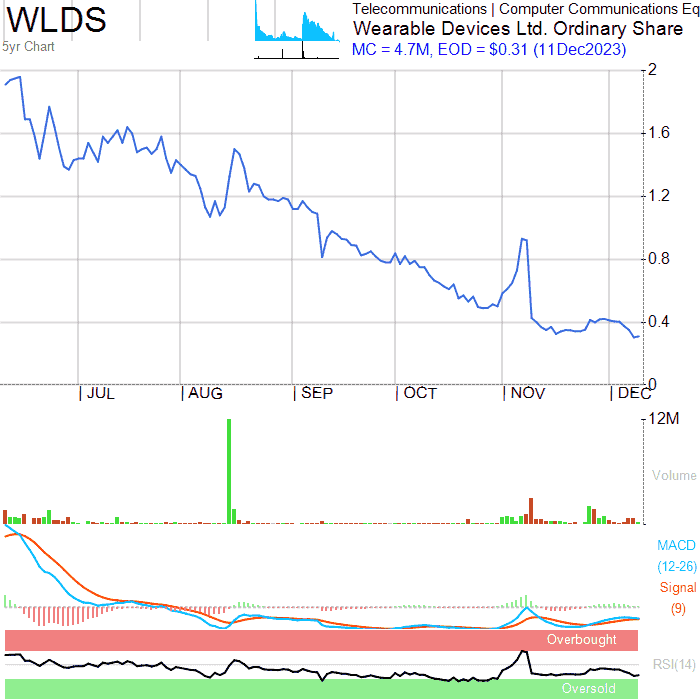 WLDS
5yr Chart
Telecommunications | Computer Communications Eq
Wearable Devices Ltd. Ordinary Share
MC = 4.7M, EOD = $0.31 (11Dec2023)
2
1.6
1.2
0.8
0.4
0
| JUL | AUG | SEP | OCT | NOV | DEC
12M
Volume
MACD
(12-26)
Signal
(9)
Overbought
RSI(14)
Oversold